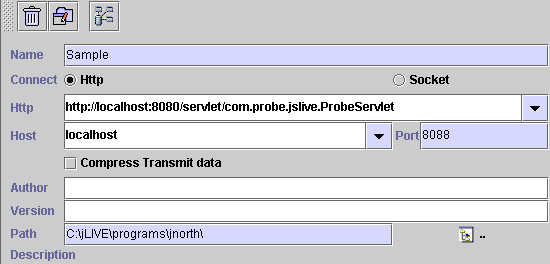 Name Sample
Connect Http Socket
Http http://localhost:8080/servlet/com.probe.jslive.ProbeServlet
Host localhost Port 8088
Compress Transmit data
Author
Version
Path C:\jLIVE\programs\jnorth\ ..
Description